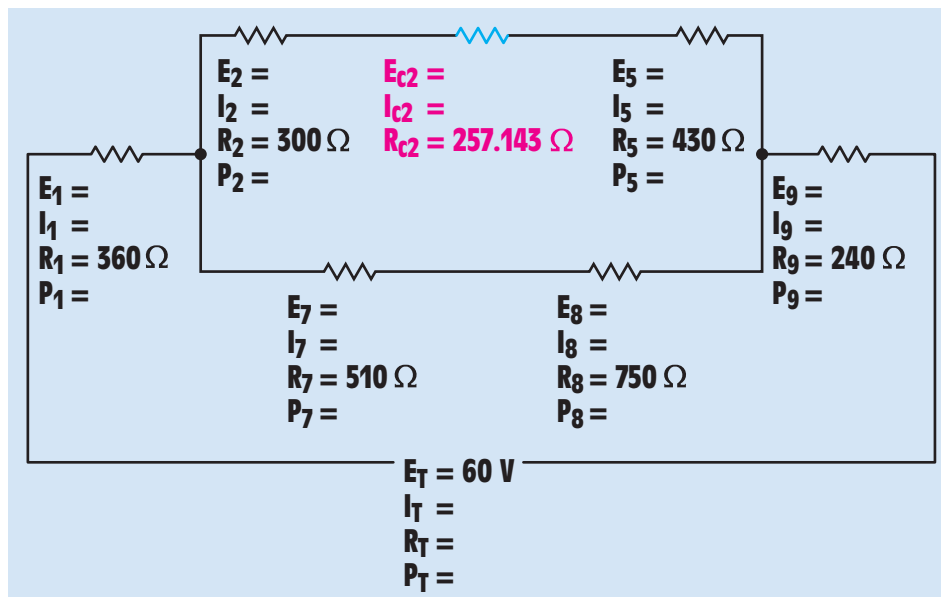 E2 =
I2 =
R2 = 300 Ω
P2 =
Ec2 =
Ic2 =
Rc2 = 257.143 Ω
E5 =
I5 =
R5 = 430 Ω
P5 =
E1 =
I1 =
R1 = 360 Ω
P1 =
E9 =
I9 =
R9 = 240 Ω
P9 =
E7 =
I7 =
R7 = 510 Ω
P7 =
E8 =
I8 =
R8 = 750 Ω
P8 =
ET = 60 V
IT =
RT =
PT =